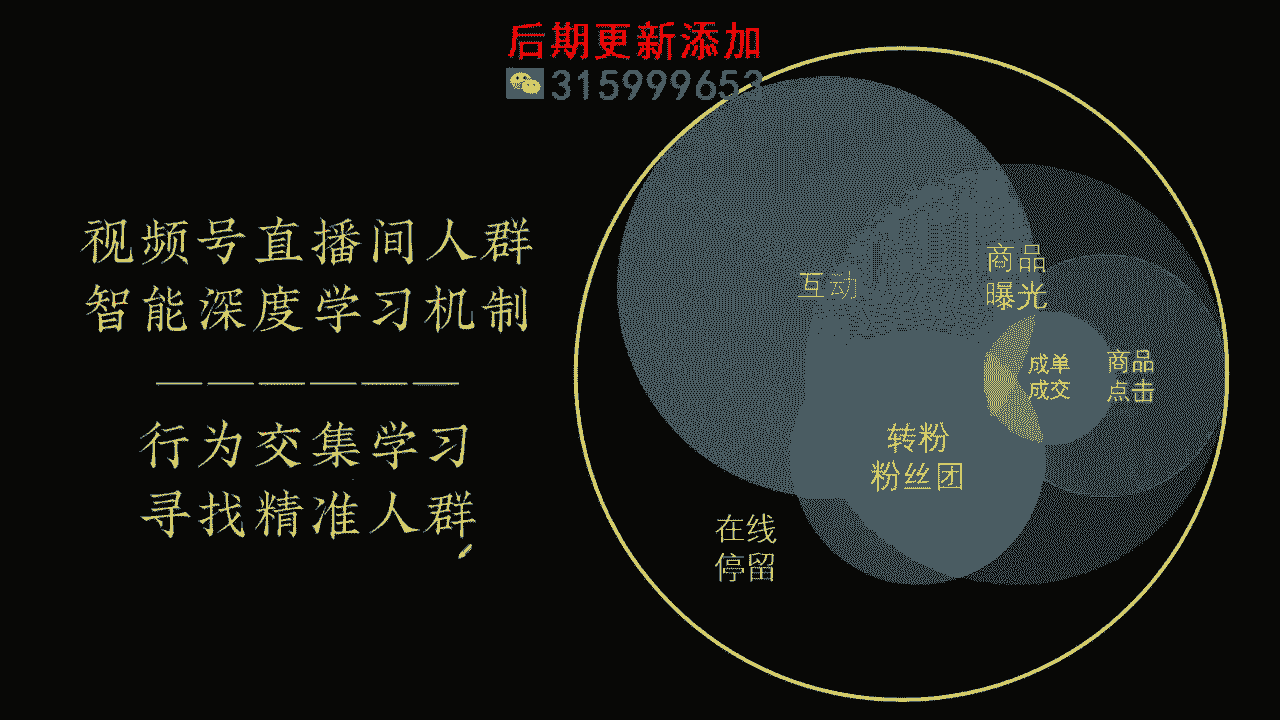 后期更新添加
315999653
视频号直播间人群
智能深度学习机制
行为交集学习
寻找精准人群
互动
商品
曝光
成单
成交
商品
点击
转粉
粉丝团
在线
停留